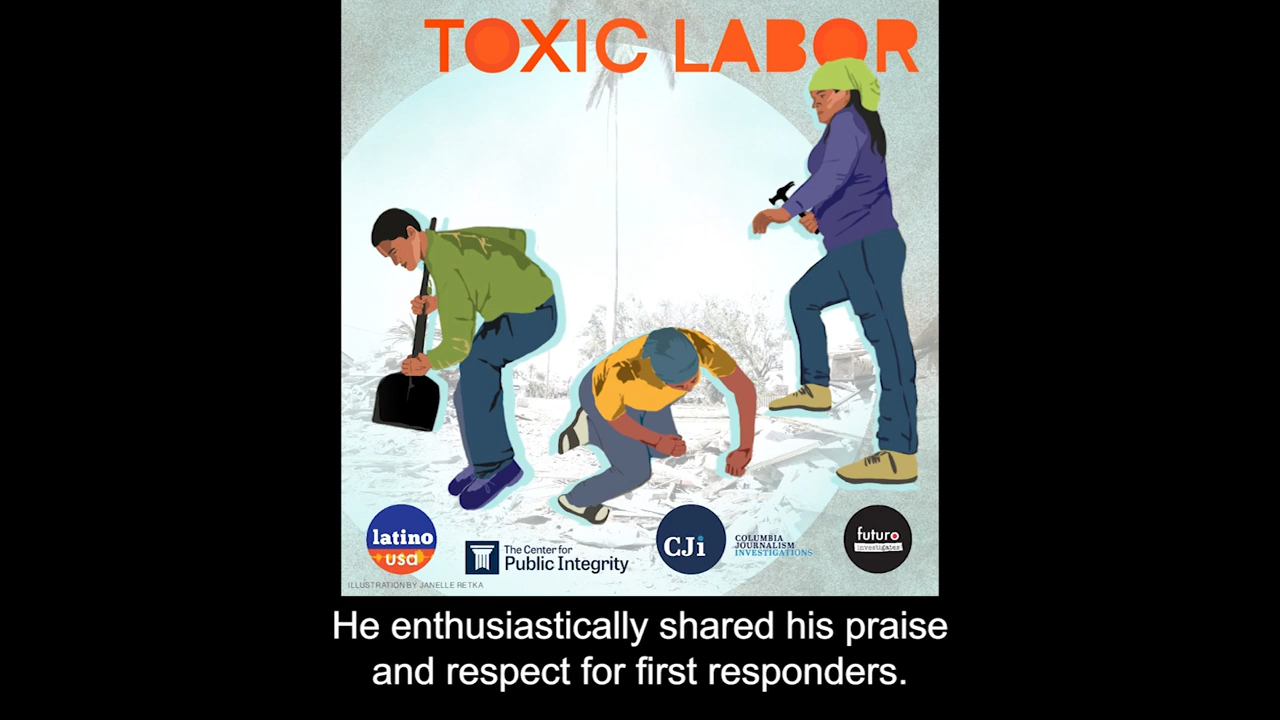 TOXIC LABOR
latino
usa
The Center for
Public Integrity
CJi
COLUMBIA
JOURNALISM
INVESTIGATIONS
futuro
investigates
ILLUSTRATION BY JANELLE RETKA
He enthusiastically shared his praise
and respect for first responders.